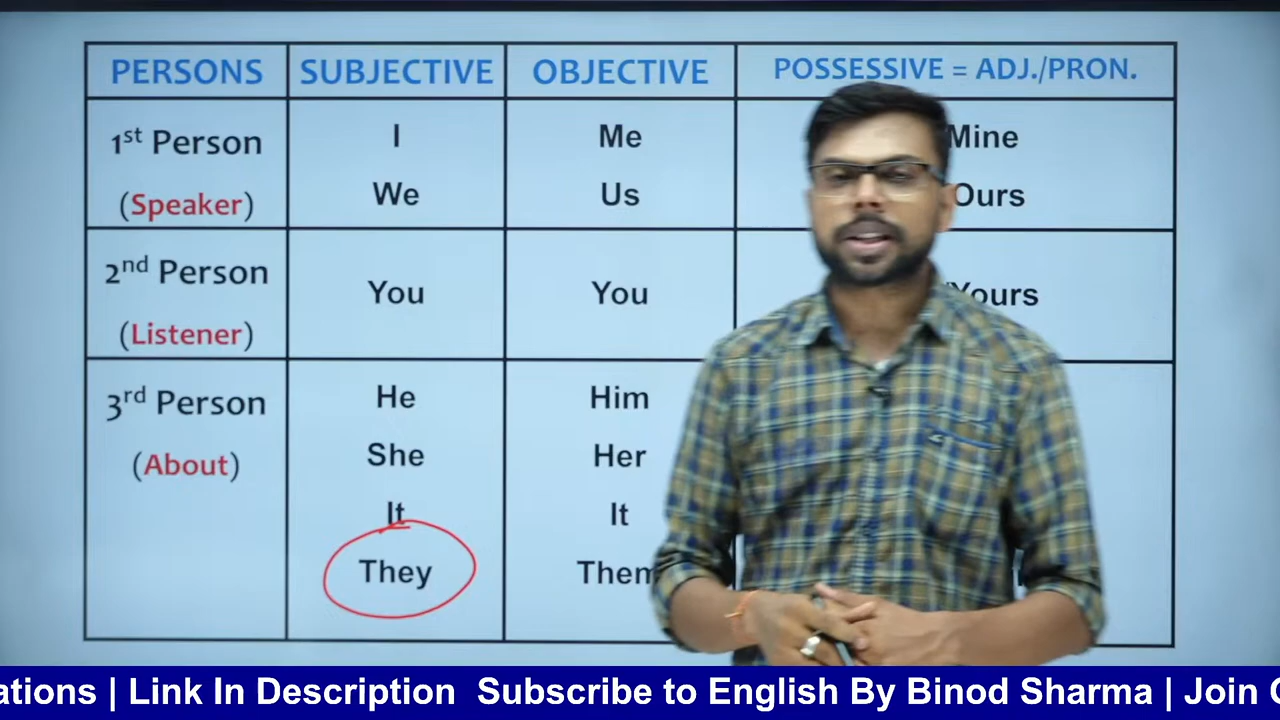 PERSONS SUBJECTIVE OBJECTIVE POSSESSIVE = ADJ./PRON.
1st Person
(Speaker)
I Me Mine
We Us Ours
2nd Person
(Listener)
You You Yours
3rd Person
(About)
He Him
She Her
It It
They Them
| Link In Description Subscribe to English By Binod Sharma | Join